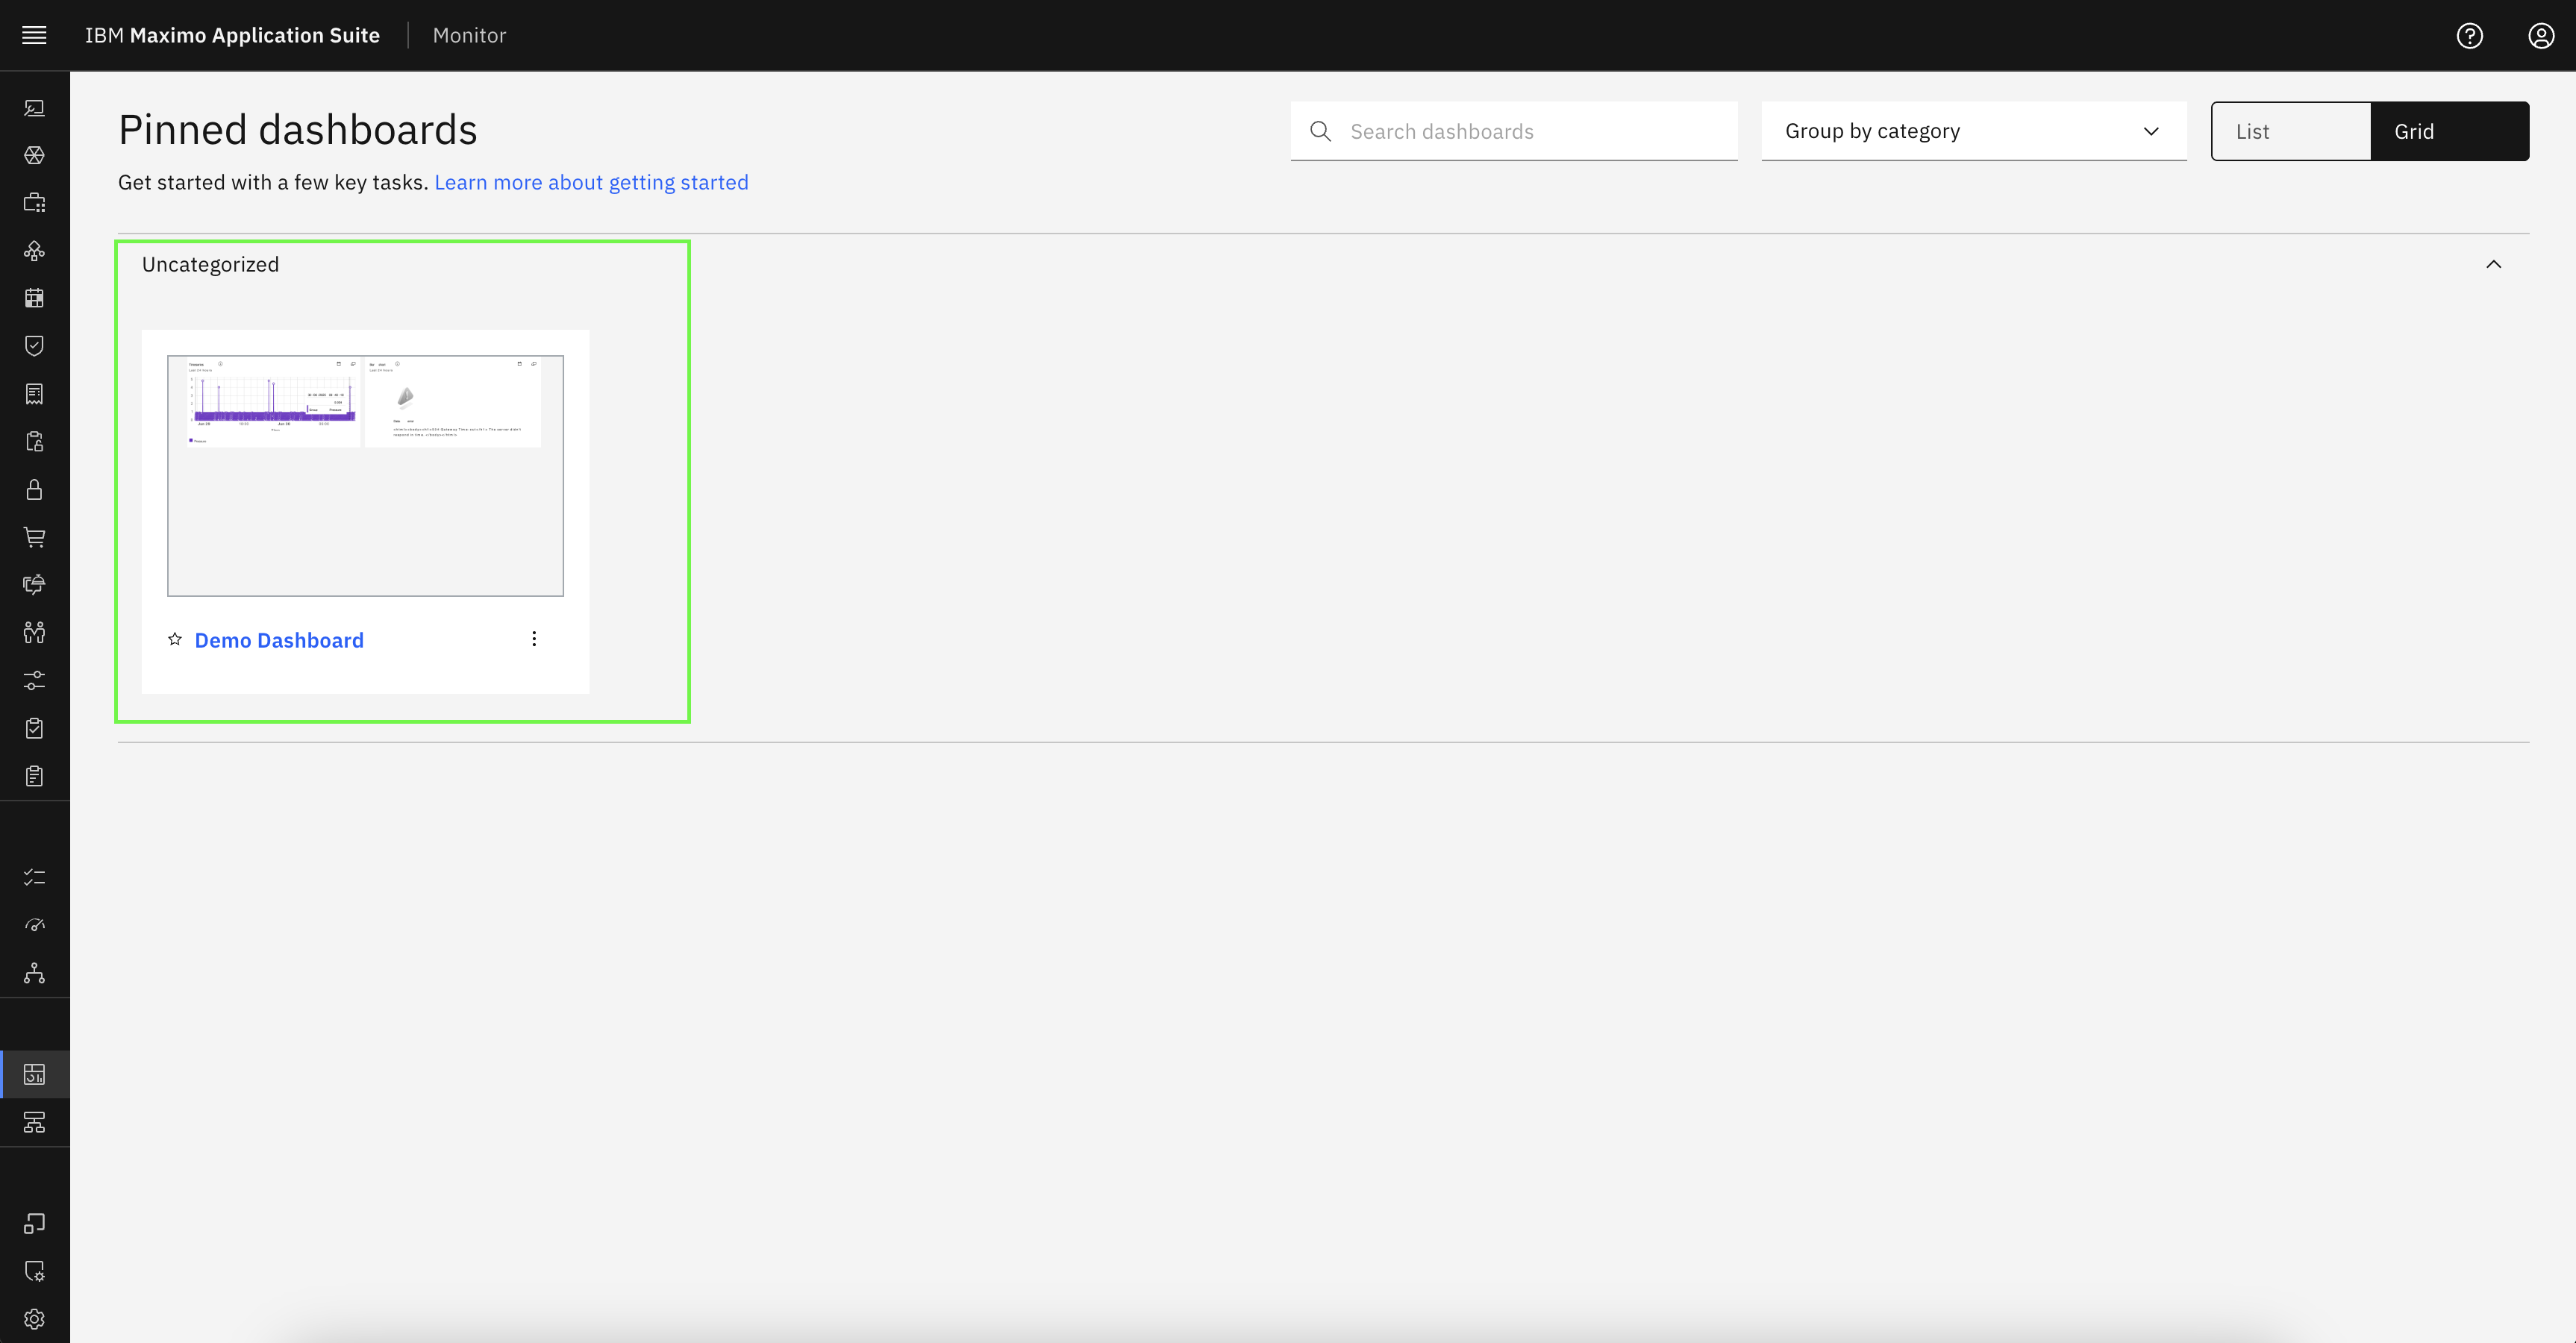 IBM Maximo Application Suite | Monitor
Pinned dashboards
Search dashboards
Group by category
List
Grid
Get started with a few key tasks. Learn more about getting started
Uncategorized
Demo Dashboard